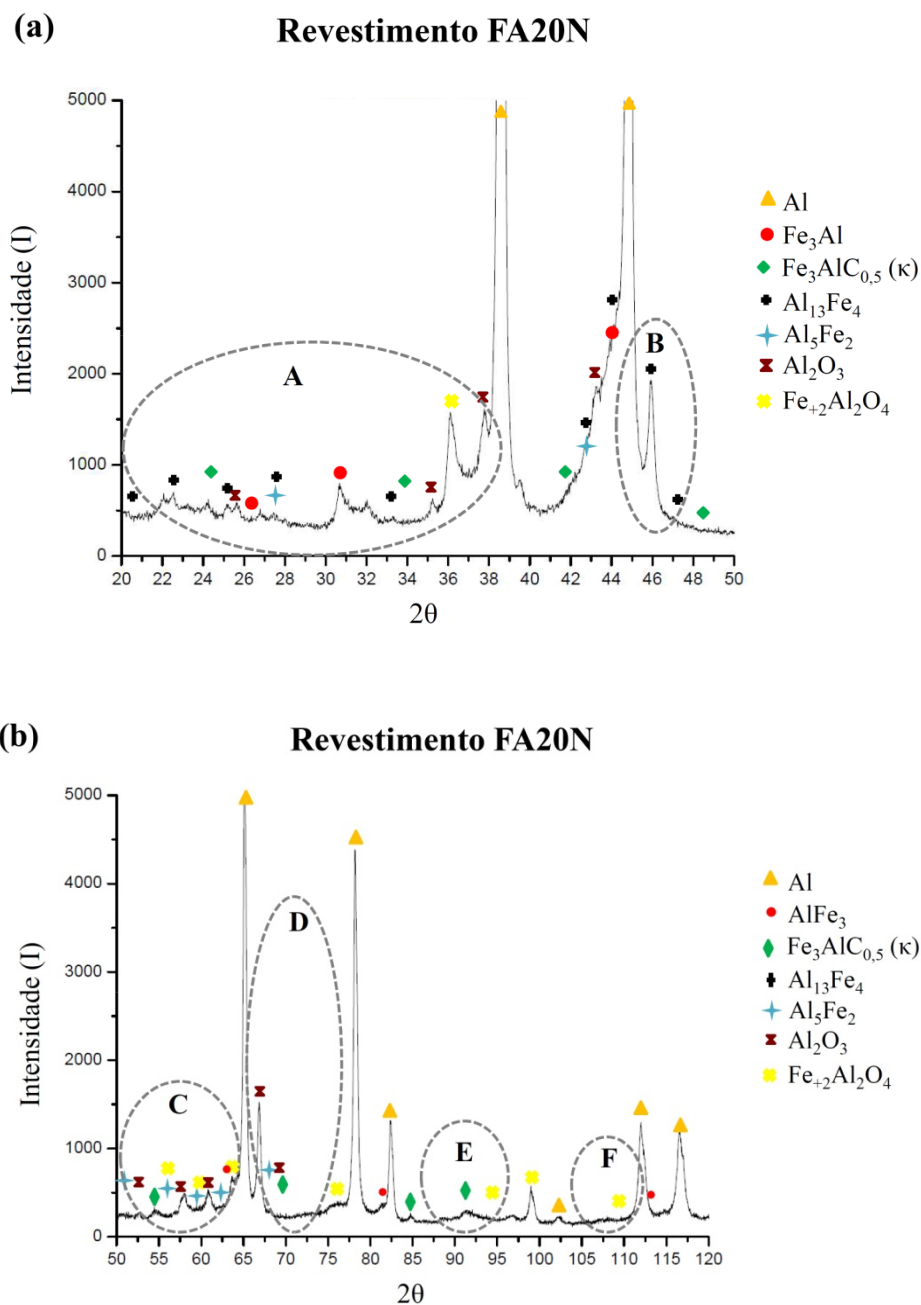 (a)
Revestimento FA20N
Intensidade (I)
5000
4000
3000
2000
1000
0
A
B
20 22 24 26 28 30 32 34 36 38 40 42 44 46 48 50
2θ
Al
Fe₃Al
Fe₃AlC₀,₅ (κ)
Al₁₃Fe₄
Al₅Fe₂
Al₂O₃
Fe₊₂Al₂O₄
(b)
Revestimento FA20N
Intensidade (I)
5000
4000
3000
2000
1000
0
C
D
E
F
50 55 60 65 70 75 80 85 90 95 100 105 110 115 120
2θ
Al
AlFe₃
Fe₃AlC₀,₅ (κ)
Al₁₃Fe₄
Al₅Fe₂
Al₂O₃
Fe₊₂Al₂O₄